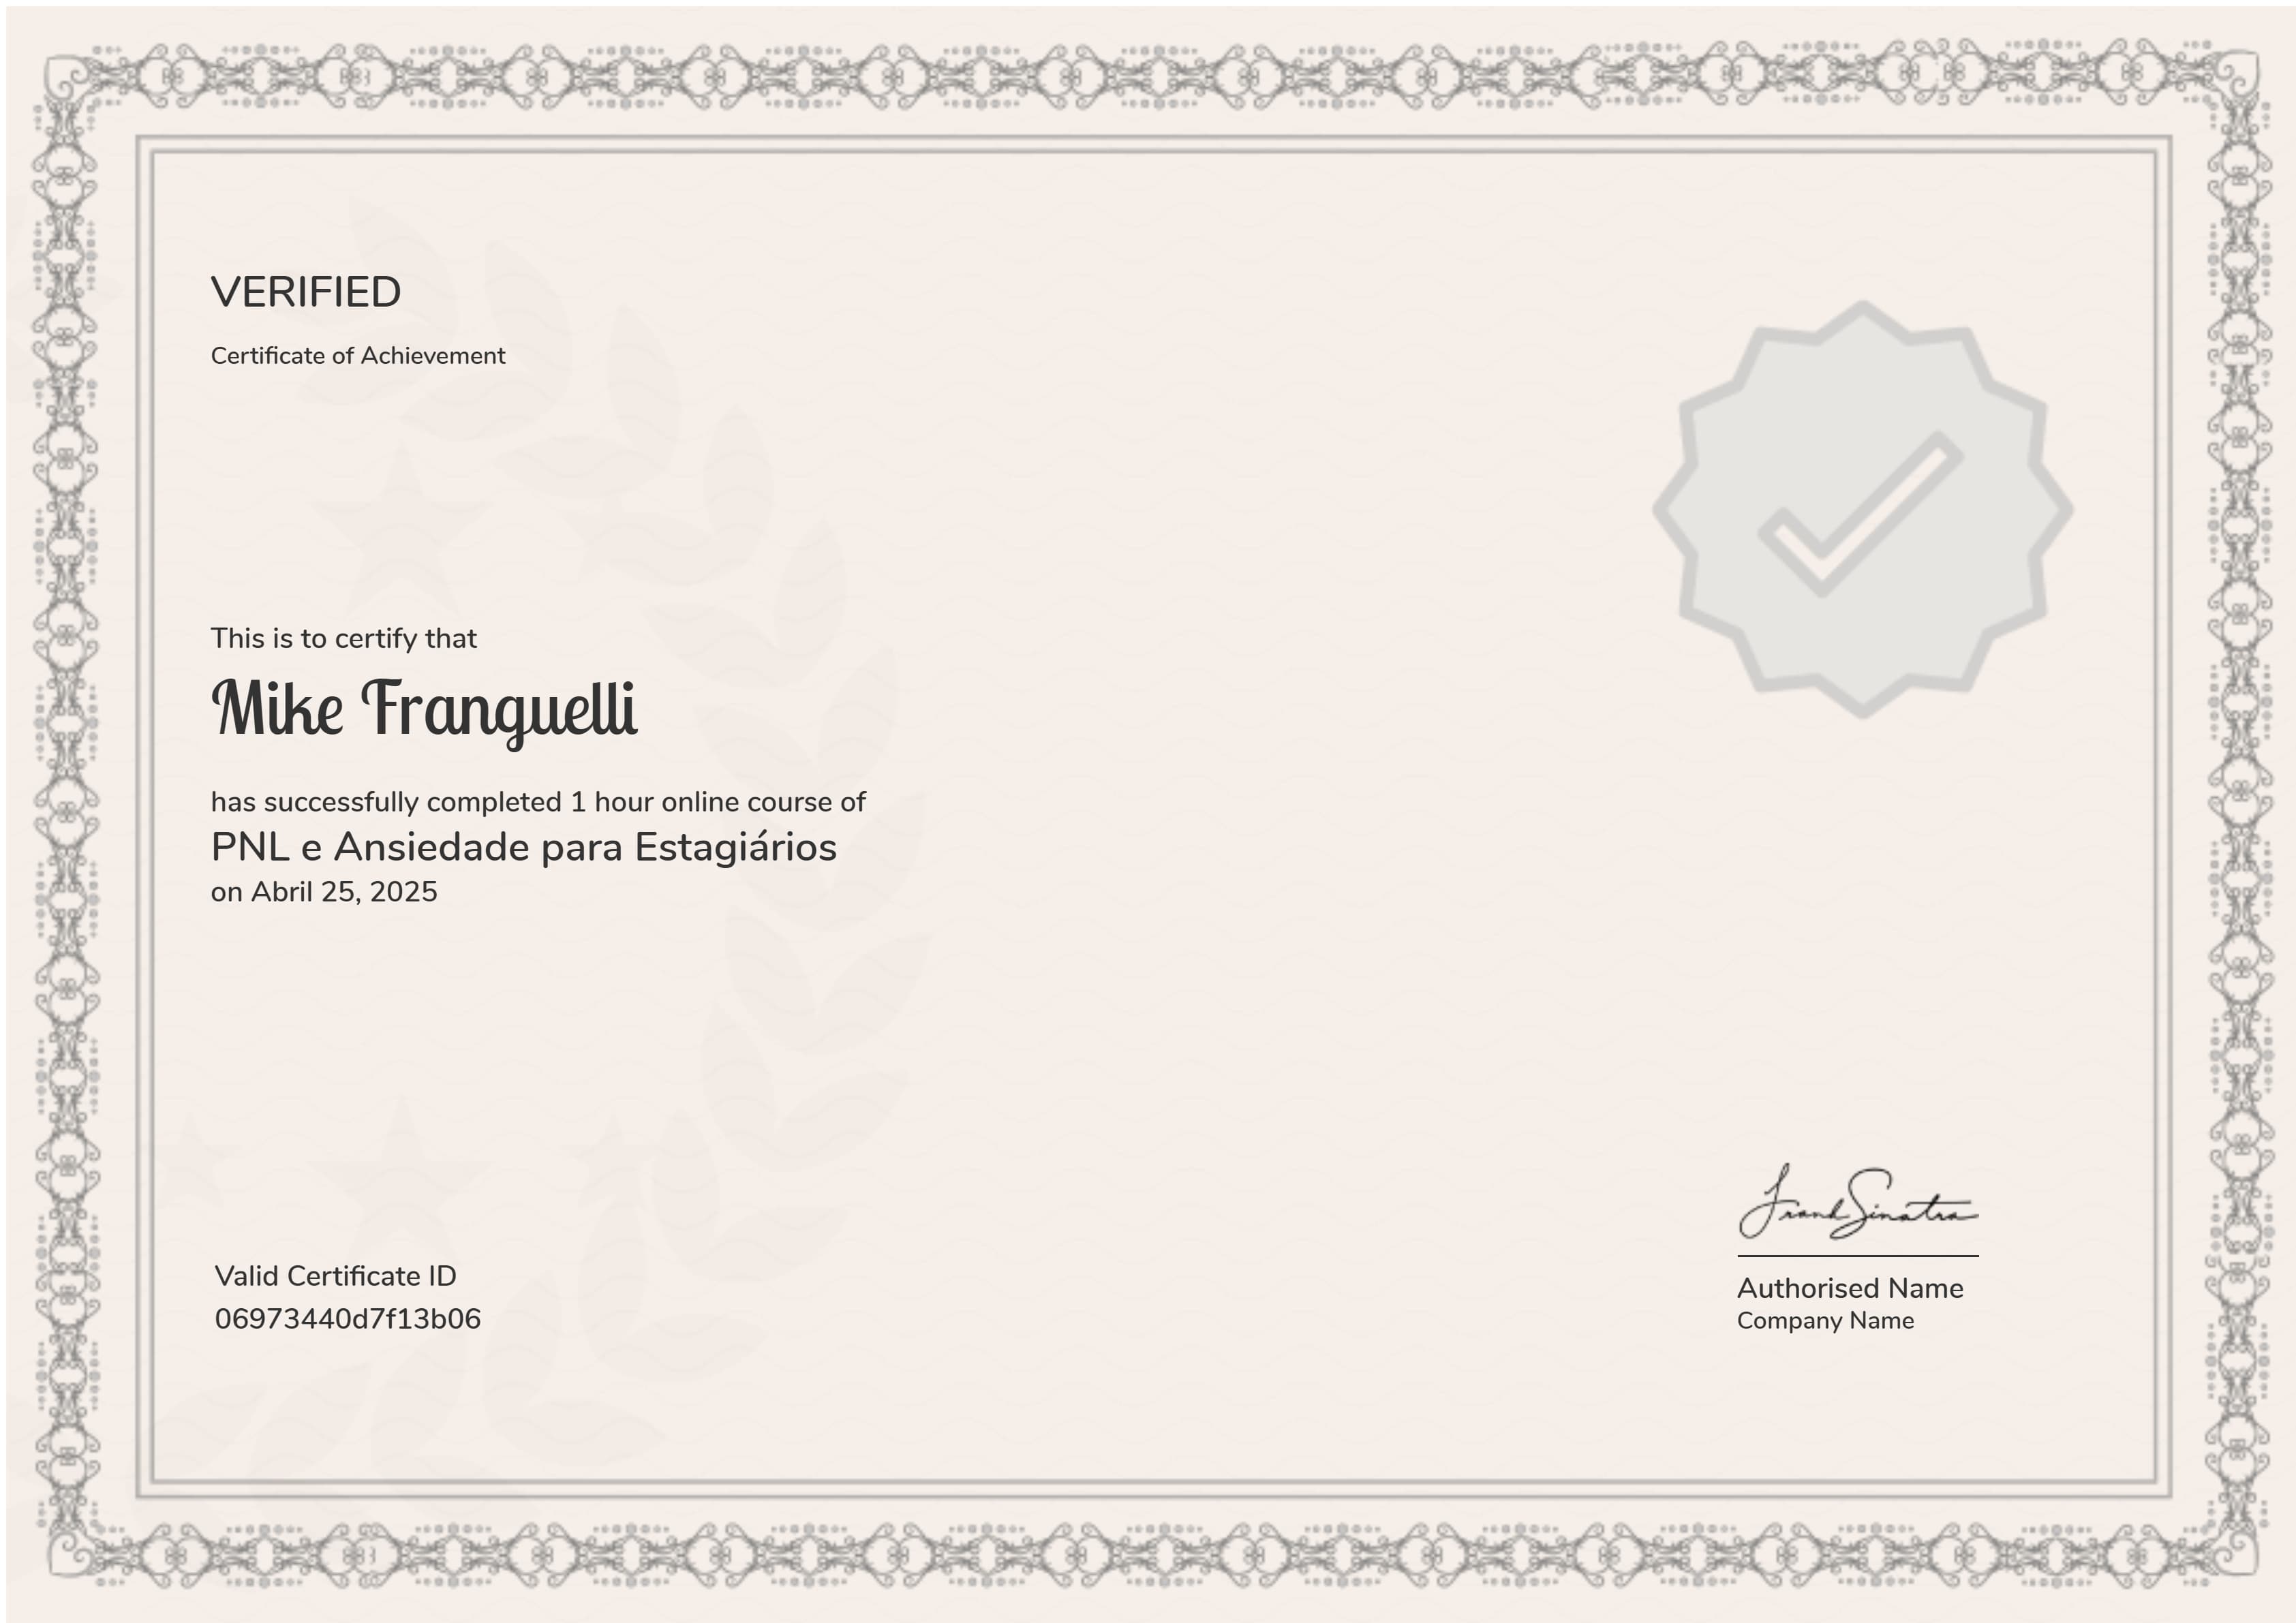 VERIFIED
Certificate of Achievement
This is to certify that
Mike Franguelli
has successfully completed 1 hour online course of
PNL e Ansiedade para Estagiários
on Abril 25, 2025
Valid Certificate ID
06973440d7f13b06
Frank Sinatra
Authorised Name
Company Name